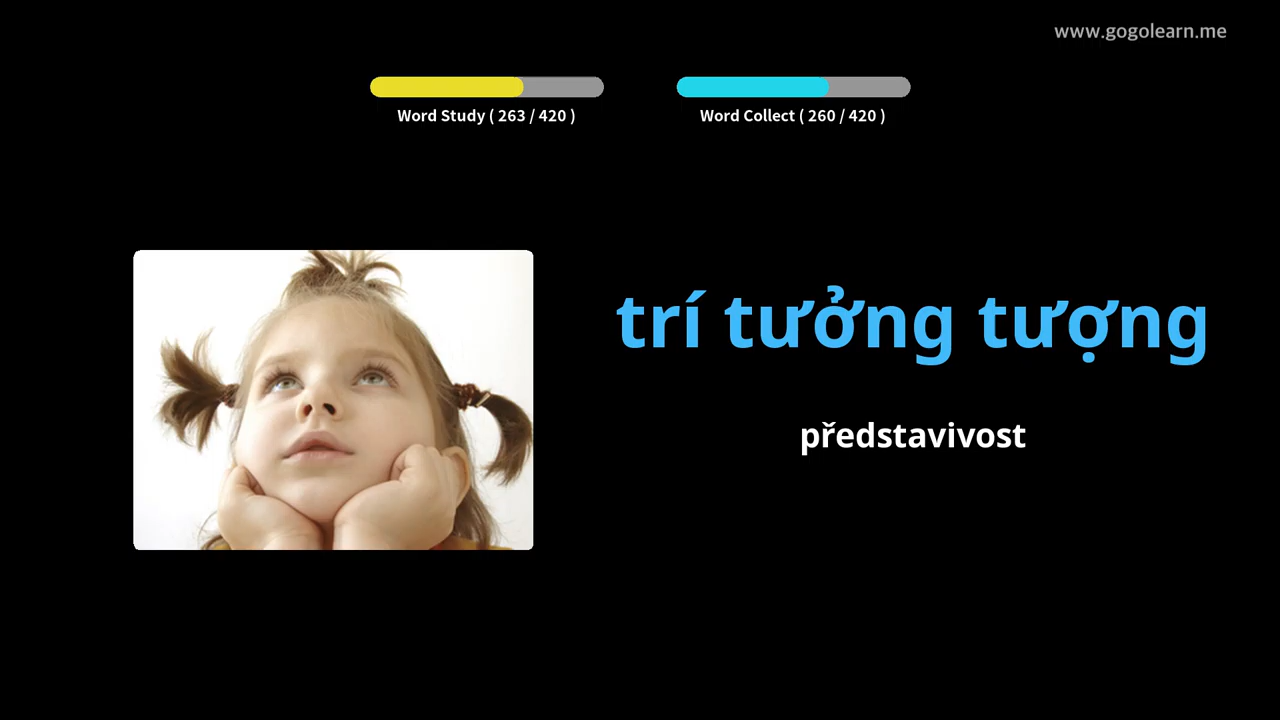 www.gogolearn.me
Word Study ( 263 / 420 )
Word Collect ( 260 / 420 )
trí tưởng tượng
představivost